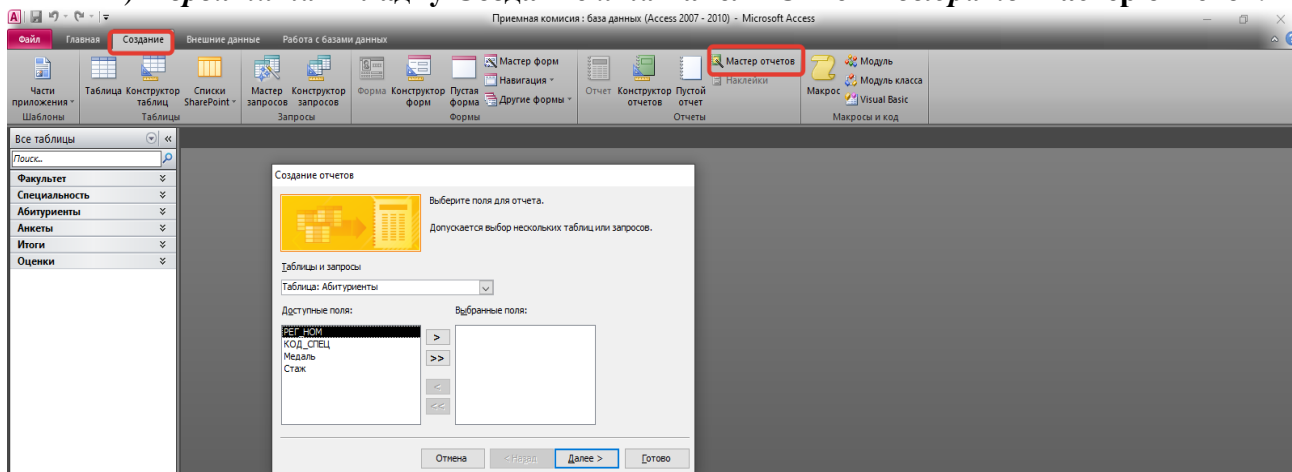 Приемная комисия : база данных (Access 2007 - 2010) - Microsoft Access
Файл Главная Создание Внешние данные Работа с базами данных
Части приложения
Шаблоны
Таблица
Конструктор таблиц
Списки SharePoint
Таблицы
Мастер запросов
Конструктор запросов
Запросы
Форма
Конструктор форм
Пустая форма
Мастер форм
Навигация
Другие формы
Формы
Отчет
Конструктор отчетов
Пустой отчет
Мастер отчетов
Наклейки
Отчеты
Макрос
Модуль
Модуль класса
Visual Basic
Макросы и код
Все таблицы
Поиск...
Факультет
Специальность
Абитуриенты
Анкеты
Итоги
Оценки
Создание отчетов
Выберите поля для отчета.
Допускается выбор нескольких таблиц или запросов.
Таблицы и запросы
Таблица: Абитуриенты
Доступные поля:
Выбранные поля:
РЕГ_НОМ
КОД_СПЕЦ
Медаль
Стаж
>
>>
<
<<
Отмена < Назад Далее > Готово